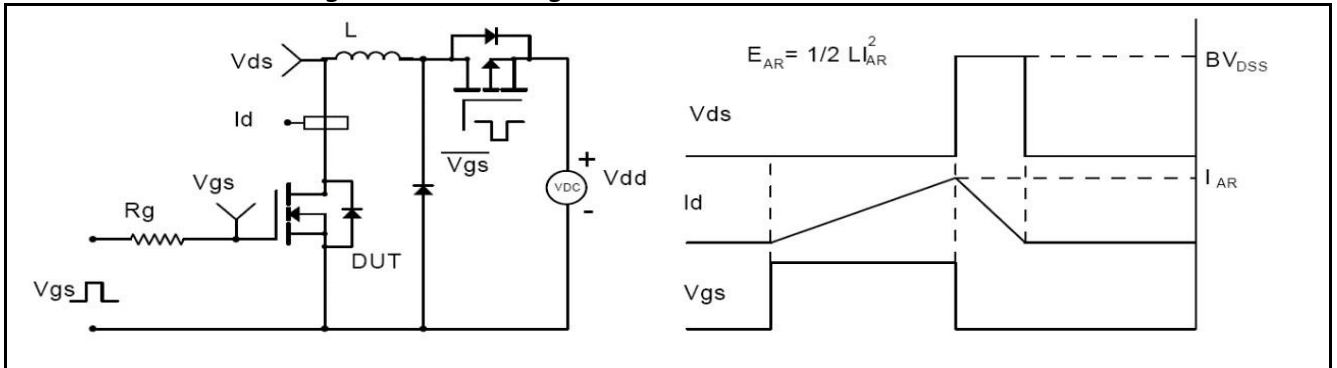 L
Vds
Id
Vgs
Rg
Vgs
DUT
Vgs
VDC
+
Vdd
-
E_AR = 1/2 LI_AR^2
Vds
BV_DSS
Id
I_AR
Vgs